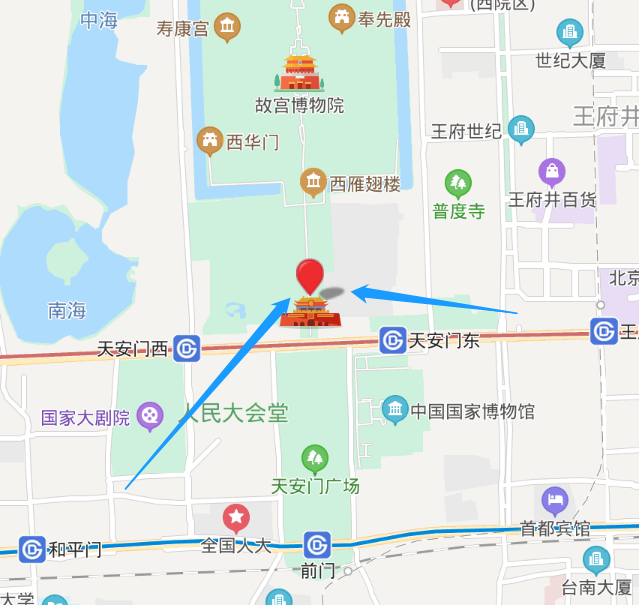 (西院区)
中海
奉先殿
寿康宫
世纪大厦
故宫博物院
王府井
王府世纪
西华门
西雁翅楼
王府井百货
普度寺
北京
南海
天安门西
天安门东
王
国家大剧院
人民大会堂
中国国家博物馆
天安门广场
首都宾馆
全国人大
和平门
前门
台南大厦
大学